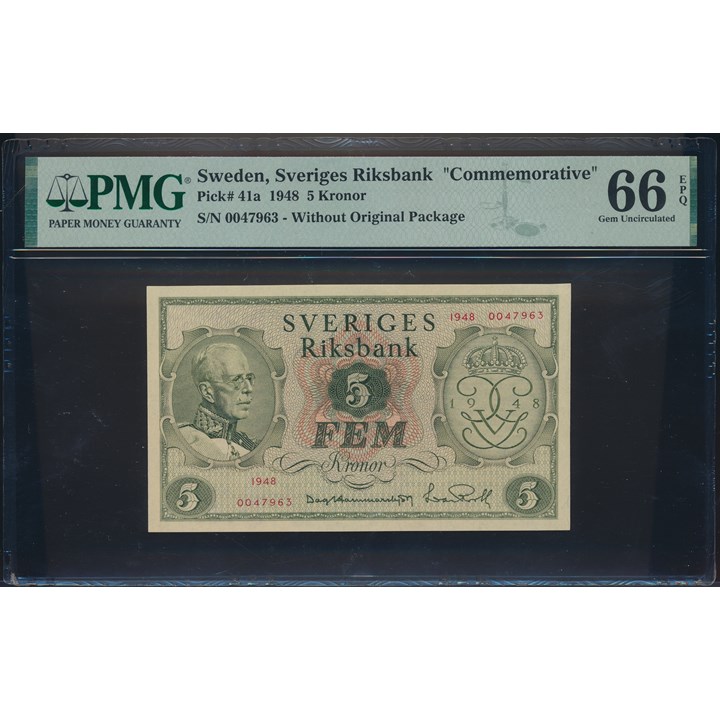 PMG®
PAPER MONEY GUARANTY
Sweden, Sveriges Riksbank "Commemorative"
Pick# 41a 1948 5 Kronor
S/N 0047963 - Without Original Package
66 EPQ
Gem Uncirculated
SVERIGES
Riksbank
1948 0047963
5
1948
FEM
Kronor
1948
0047963
5
5